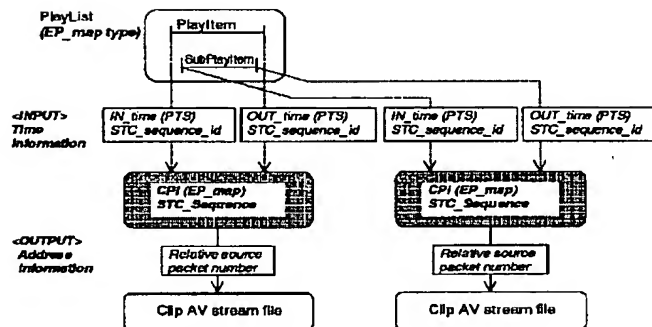 PlayList
(EP_map type)
PlayItem
SubPlayItem
<INPUT>
Time
Information
IN_time (PTS)
STC_sequence_id
OUT_time (PTS)
STC_sequence_id
IN_time (PTS)
STC_sequence_id
OUT_time (PTS)
STC_sequence_id
CPI (EP_map)
STC_Sequence
CPI (EP_map)
STC_Sequence
<OUTPUT>
Address
Information
Relative source
packet number
Relative source
packet number
Clip AV stream file
Clip AV stream file